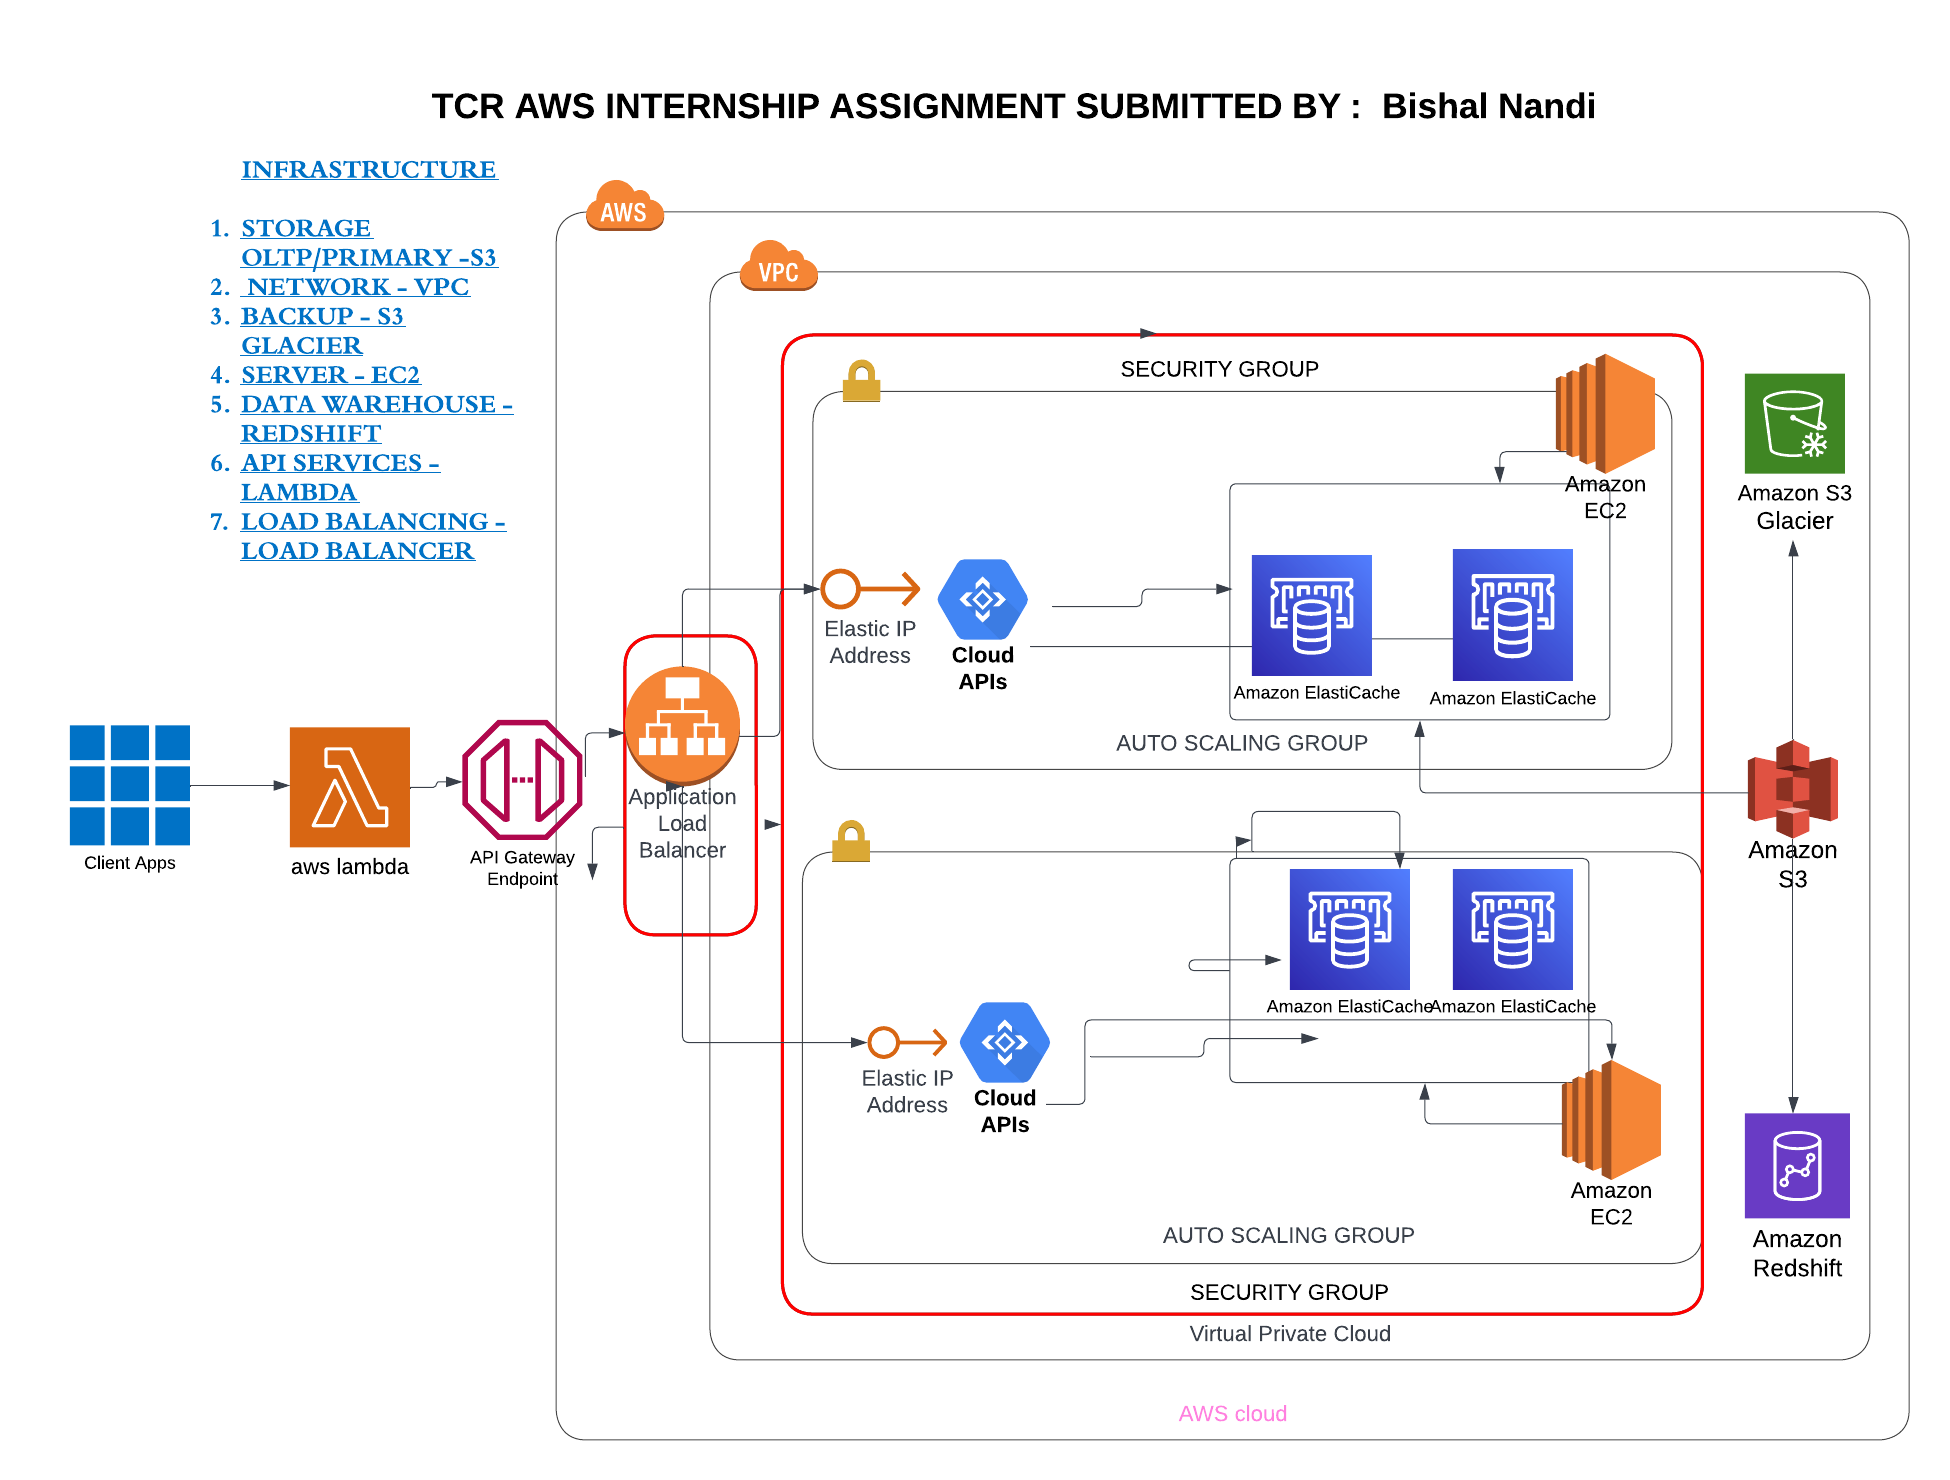 TCR AWS INTERNSHIP ASSIGNMENT SUBMITTED BY :  Bishal Nandi
INFRASTRUCTURE
1. STORAGE
OLTP/PRIMARY -S3
2. NETWORK - VPC
3. BACKUP - S3
GLACIER
4. SERVER - EC2
5. DATA WAREHOUSE -
REDSHIFT
6. API SERVICES -
LAMBDA
7. LOAD BALANCING -
LOAD BALANCER
AWS
VPC
SECURITY GROUP
Amazon
EC2
Amazon S3
Glacier
Elastic IP
Address
Cloud
APIs
Amazon ElastiCache
Amazon ElastiCache
AUTO SCALING GROUP
Client Apps
aws lambda
API Gateway
Endpoint
Application
Load
Balancer
Amazon
S3
Amazon ElastiCache
Amazon ElastiCache
Elastic IP
Address
Cloud
APIs
Amazon
EC2
AUTO SCALING GROUP
Amazon
Redshift
SECURITY GROUP
Virtual Private Cloud
AWS cloud